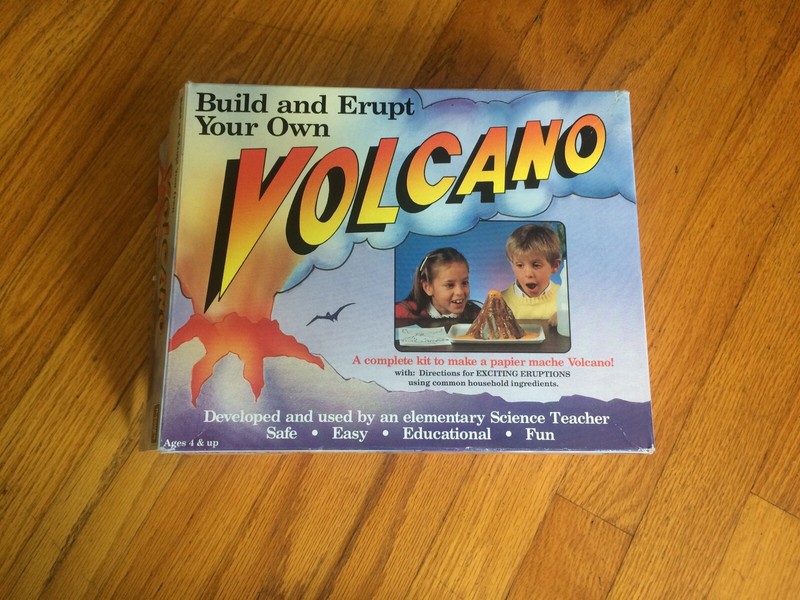 Build and Erupt
Your Own
VOLCANO
A complete kit to make a papier mache Volcano!
with: Directions for EXCITING ERUPTIONS
using common household ingredients.
Developed and used by an elementary Science Teacher
Safe • Easy • Educational • Fun
Ages 4 & up